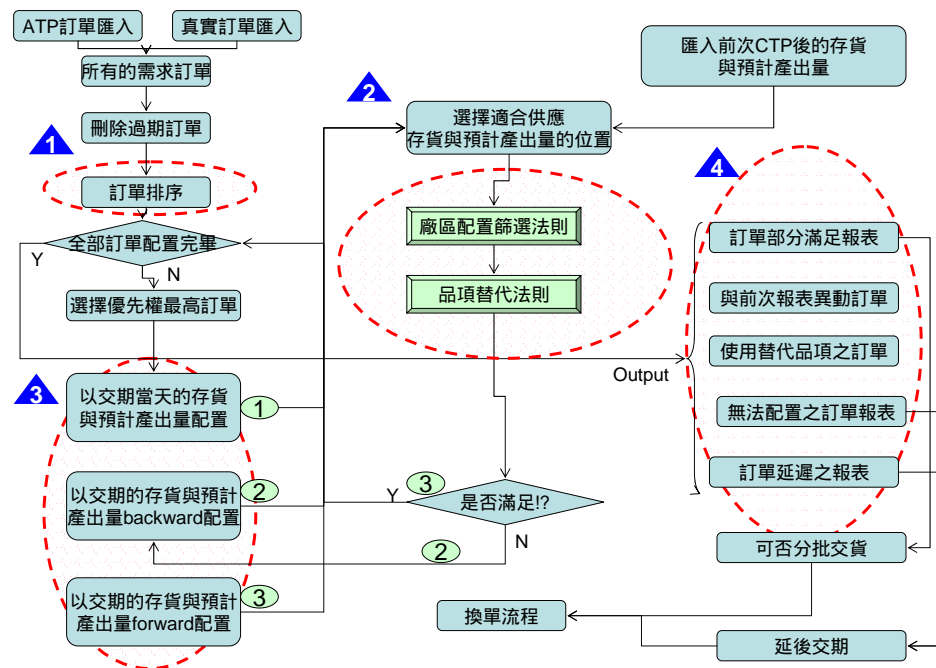 ATP訂單匯入
真實訂單匯入
所有的需求訂單
刪除過期訂單
1
訂單排序
全部訂單配置完畢
Y
N
選擇優先權最高訂單
3
以交期當天的存貨
與預計產出量配置
1
以交期的存貨與預計
產出量backward配置
2
以交期的存貨與預計
產出量forward配置
3
匯入前次CTP後的存貨
與預計產出量
2
選擇適合供應
存貨與預計產出量的位置
廠區配置篩選法則
品項替代法則
是否滿足!?
Y
3
N
2
Output
4
訂單部分滿足報表
與前次報表異動訂單
使用替代品項之訂單
無法配置之訂單報表
訂單延遲之報表
可否分批交貨
換單流程
延後交期